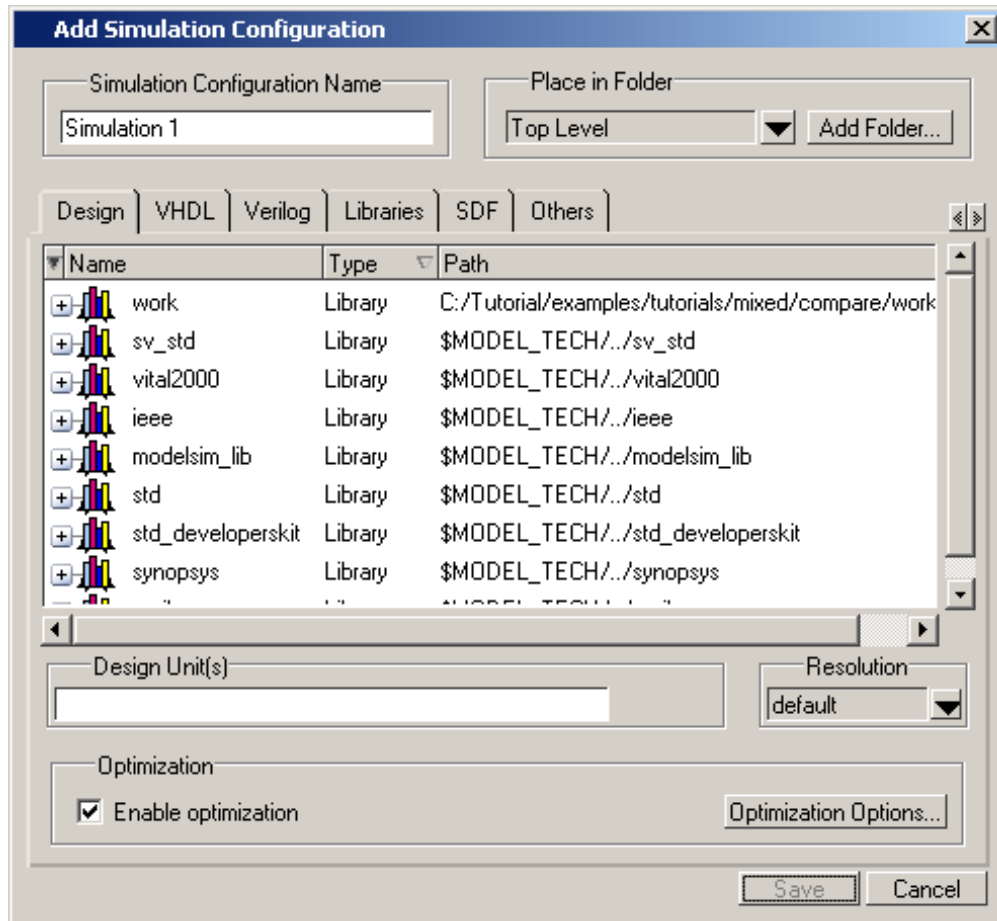 Add Simulation Configuration
Simulation Configuration Name
Place in Folder
Simulation 1
Top Level
Add Folder...
Design
VHDL
Verilog
Libraries
SDF
Others
Name Type Path
work Library C:/Tutorial/examples/tutorials/mixed/compare/work
sv_std Library $MODEL_TECH/../sv_std
vital2000 Library $MODEL_TECH/../vital2000
ieee Library $MODEL_TECH/../ieee
modelsim_lib Library $MODEL_TECH/../modelsim_lib
std Library $MODEL_TECH/../std
std_developerskit Library $MODEL_TECH/../std_developerskit
synopsys Library $MODEL_TECH/../synopsys
Design Unit(s)
Resolution
default
Optimization
Enable optimization
Optimization Options...
Save
Cancel